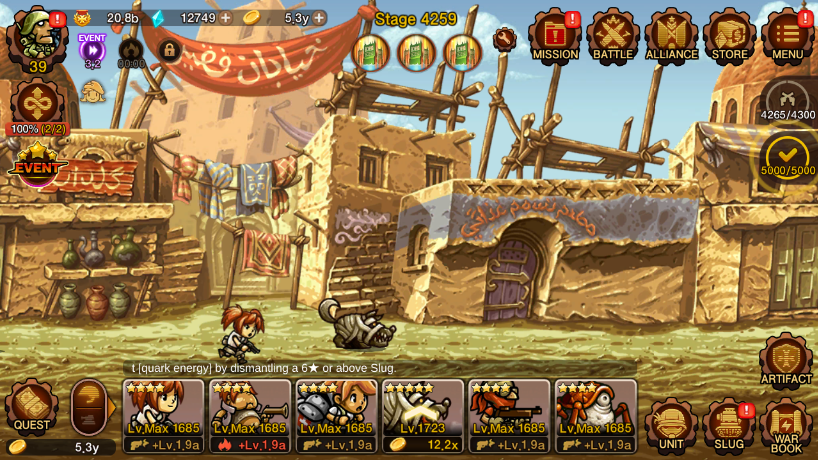 20,8b
12749
5,3y
Stage 4259
39
EVENT
3-2
00:00
MISSION
BATTLE
ALLIANCE
STORE
MENU
خيابان فقر
100% (2/2)
EVENT
4265/4300
5000/5000
t [quark energy] by dismantling a 6★ or above Slug.
Lv,Max 1685
+Lv,1,9a
Lv,Max 1685
+Lv,1,9a
Lv,Max 1685
+Lv,1,9a
Lv,1723
12,2x
Lv,Max 1685
+Lv,1,9a
Lv,Max 1685
+Lv,1,9a
QUEST
5,3y
ARTIFACT
UNIT
SLUG
WAR
BOOK